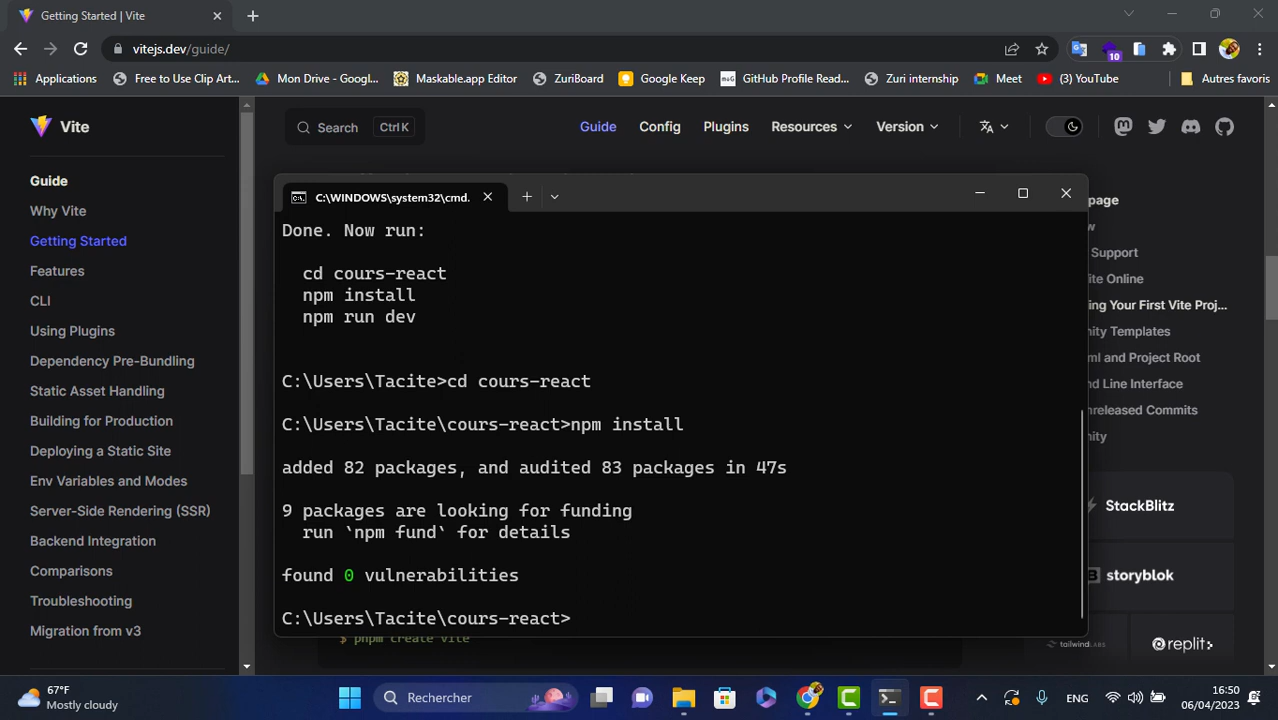 Getting Started | Vite
vitejs.dev/guide/
10
Applications
Free to Use Clip Art...
Mon Drive - Googl...
Maskable.app Editor
ZuriBoard
Google Keep
GitHub Profile Read...
Zuri internship
Meet
(3) YouTube
Autres favoris
Vite
Search
Ctrl K
Guide
Config
Plugins
Resources
Version
Guide
Why Vite
Getting Started
Features
CLI
Using Plugins
Dependency Pre-Bundling
Static Asset Handling
Building for Production
Deploying a Static Site
Env Variables and Modes
Server-Side Rendering (SSR)
Backend Integration
Comparisons
Troubleshooting
Migration from v3
C:\WINDOWS\system32\cmd.
Done. Now run:
cd cours-react
npm install
npm run dev
C:\Users\Tacite>cd cours-react
C:\Users\Tacite\cours-react>npm install
added 82 packages, and audited 83 packages in 47s
9 packages are looking for funding
run `npm fund` for details
found 0 vulnerabilities
C:\Users\Tacite\cours-react>
$ pnpm create vite
page
Support
ite Online
ing Your First Vite Proj...
nity Templates
ml and Project Root
nd Line Interface
nreleased Commits
nity
StackBlitz
storyblok
tailwindLABS
replit
67°F
Mostly cloudy
Rechercher
ENG
16:50
06/04/2023